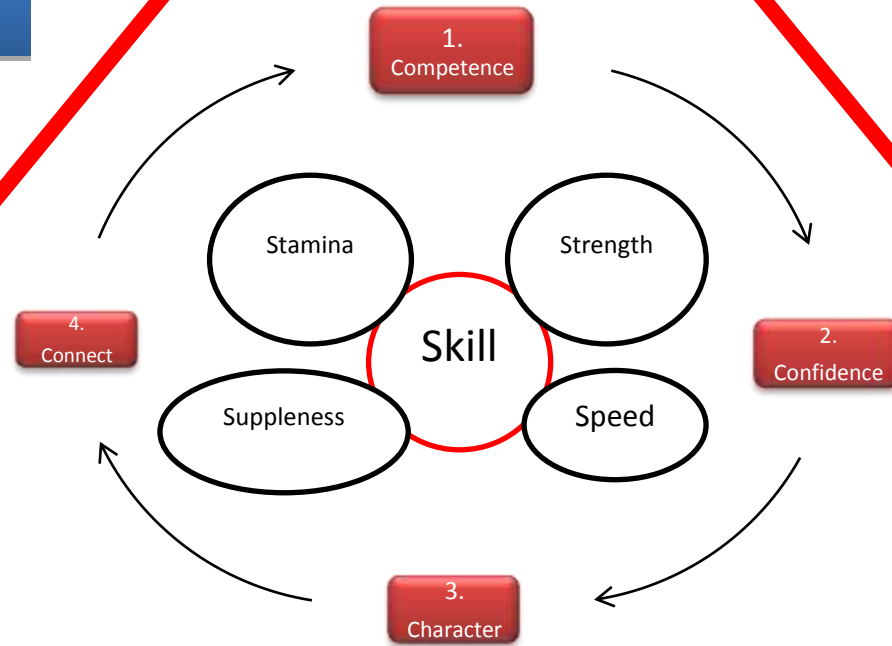 1.
Competence
Stamina
Strength
Skill
4.
Connect
2.
Confidence
Suppleness
Speed
3.
Character